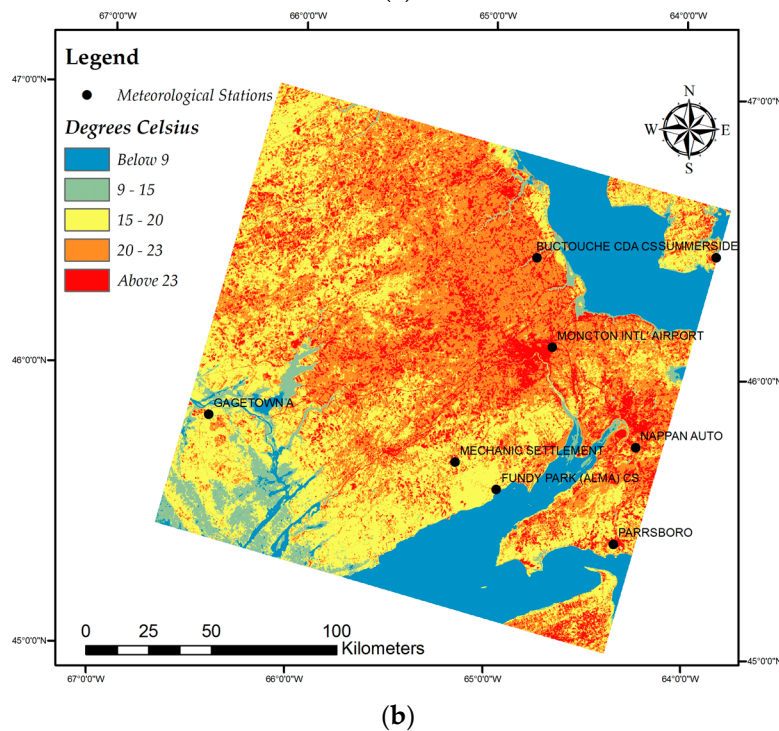 67°0'0"W 66°0'0"W 65°0'0"W 64°0'0"W
Legend
47°0'0"N
Meteorological Stations
47°0'0"N
N
Degrees Celsius
W E
Below 9
S
9 - 15
15 - 20
20 - 23
BUCTOUCHE CDA CS SUMMERSIDE
Above 23
MONCTON INTL' AIRPORT
46°0'0"N
46°0'0"N
GAGETOWN A
NAPPAN AUTO
MECHANIC SETTLEMENT
FUNDY PARK (ALMA) CS
PARRSBORO
0 25 50 100
45°0'0"N
Kilometers
45°0'0"N
67°0'0"W 66°0'0"W 65°0'0"W 64°0'0"W
(b)